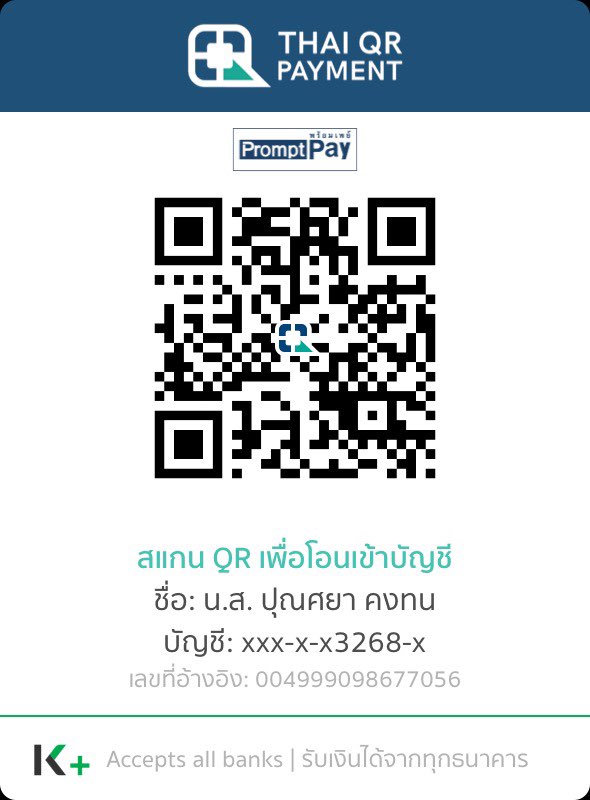 THAI QR
PAYMENT
พร้อมเพย์
PromptPay
สแกน QR เพื่อโอนเข้าบัญชี
ชื่อ: น.ส. ปุณศยา คงทน
บัญชี: xxx-x-x3268-x
เลขที่อ้างอิง: 004999098677056
K+ Accepts all banks | รับเงินได้จากทุกธนาคาร